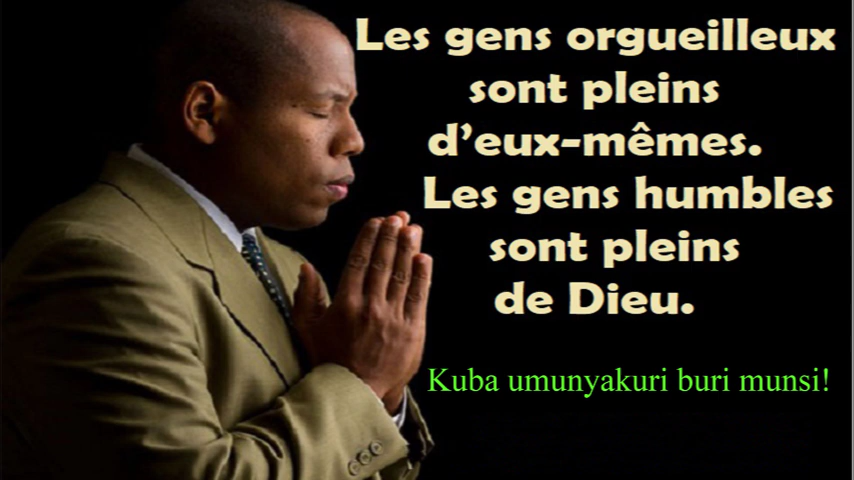 Les gens orgueilleux
sont pleins
d'eux-mêmes.
Les gens humbles
sont pleins
de Dieu.
Kuba umunyakuri buri munsi!